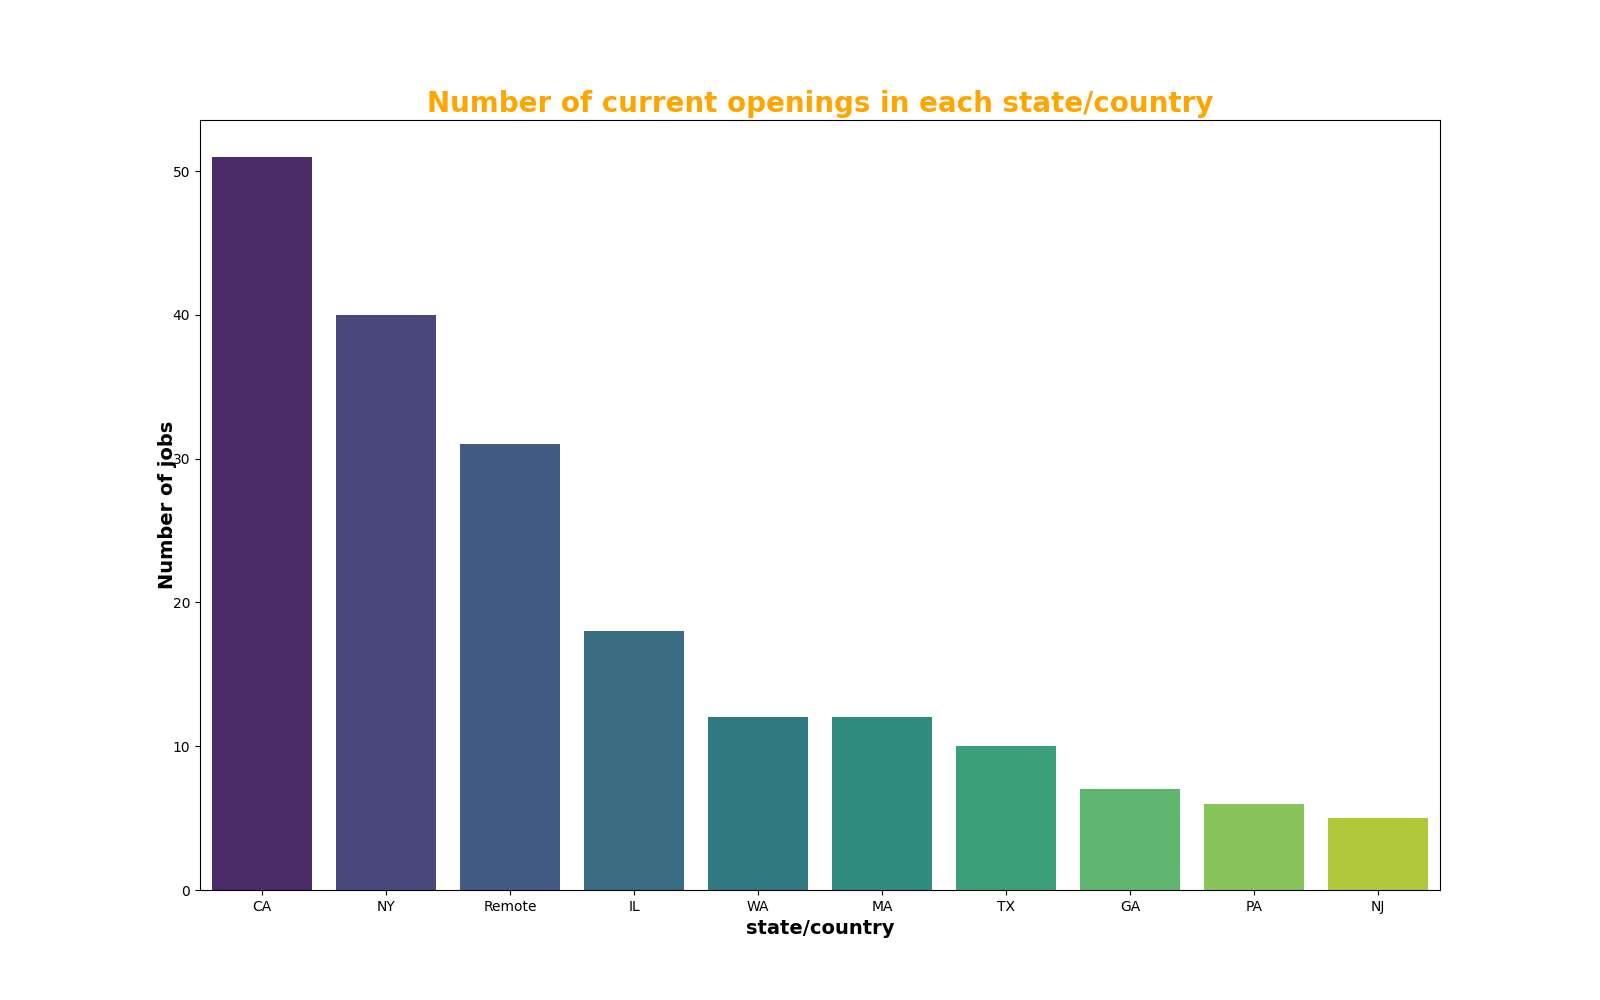 Number of current openings in each state/country
Number of jobs
50
40
30
20
10
0
CA NY Remote IL WA MA TX GA PA NJ
state/country